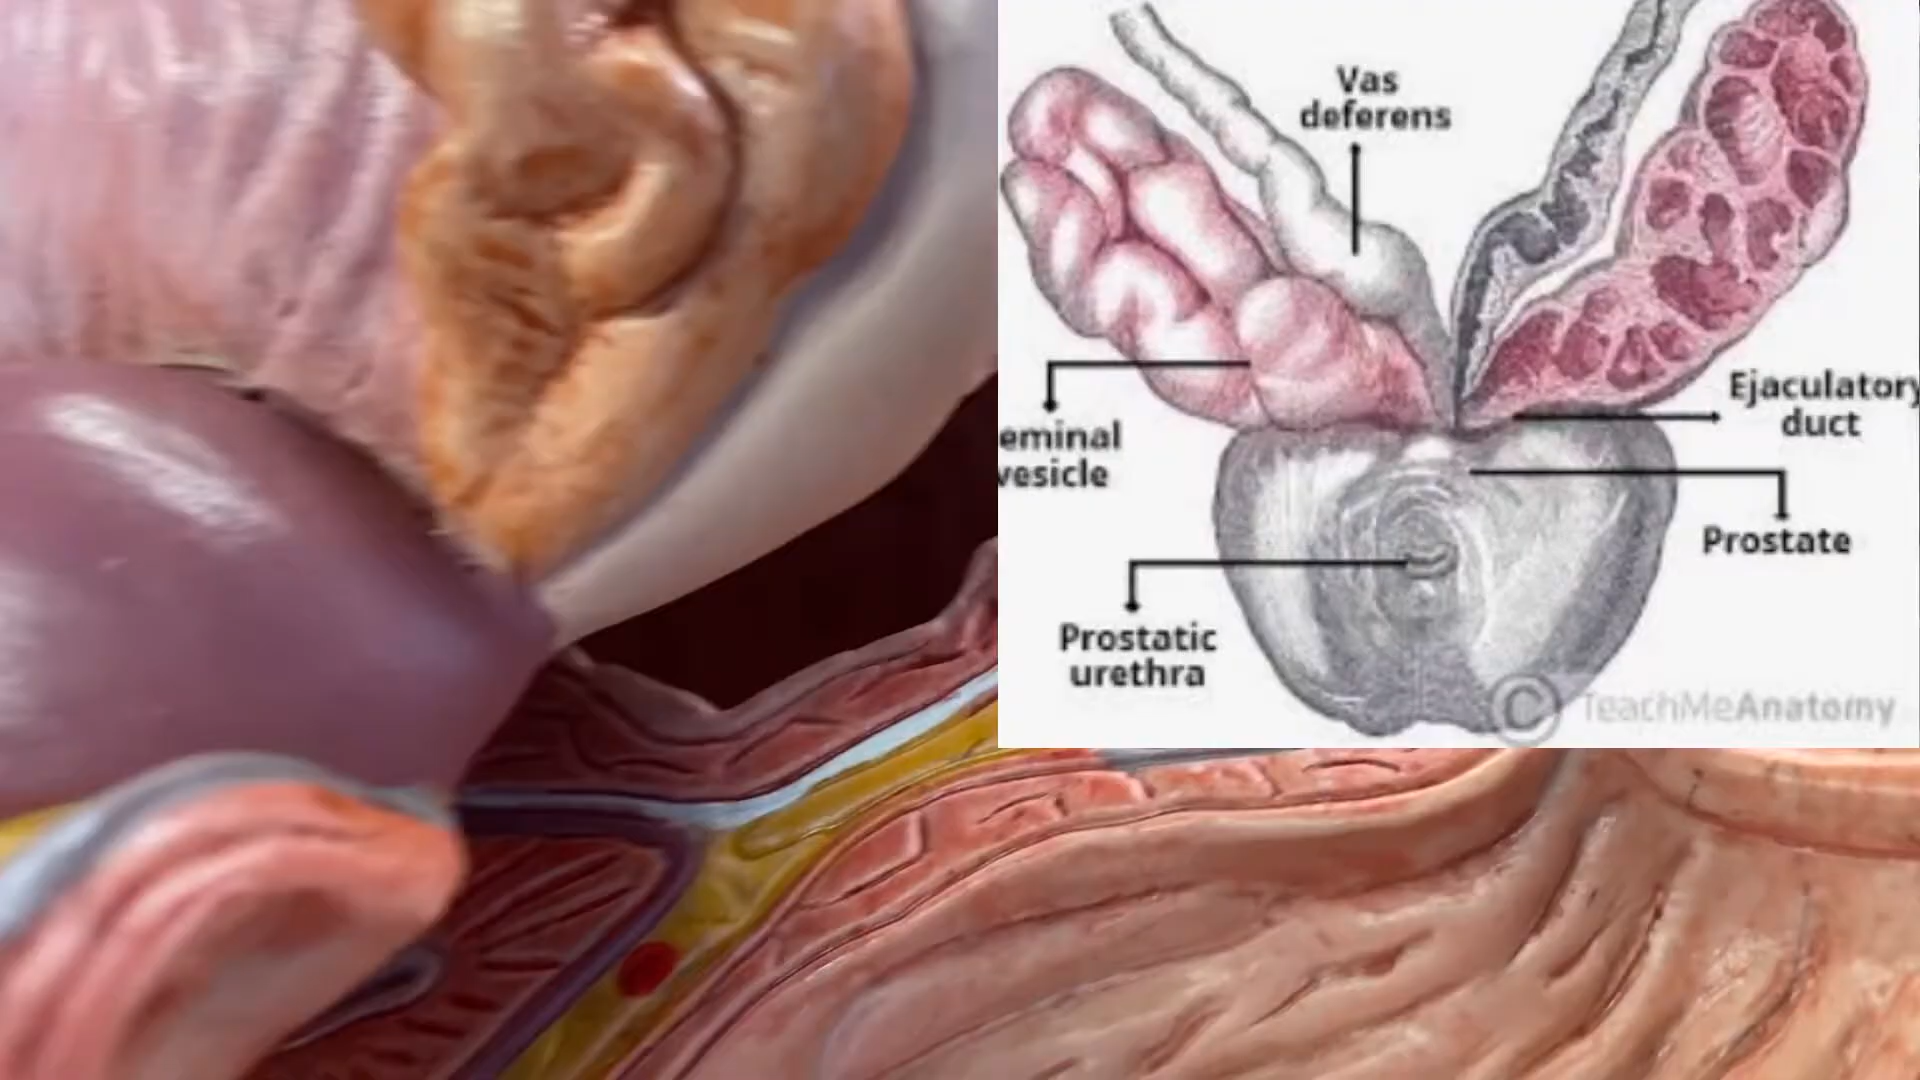 Vas
deferens
Ejaculatory
duct
eminal
vesicle
Prostate
Prostatic
urethra
© TeachMeAnatomy